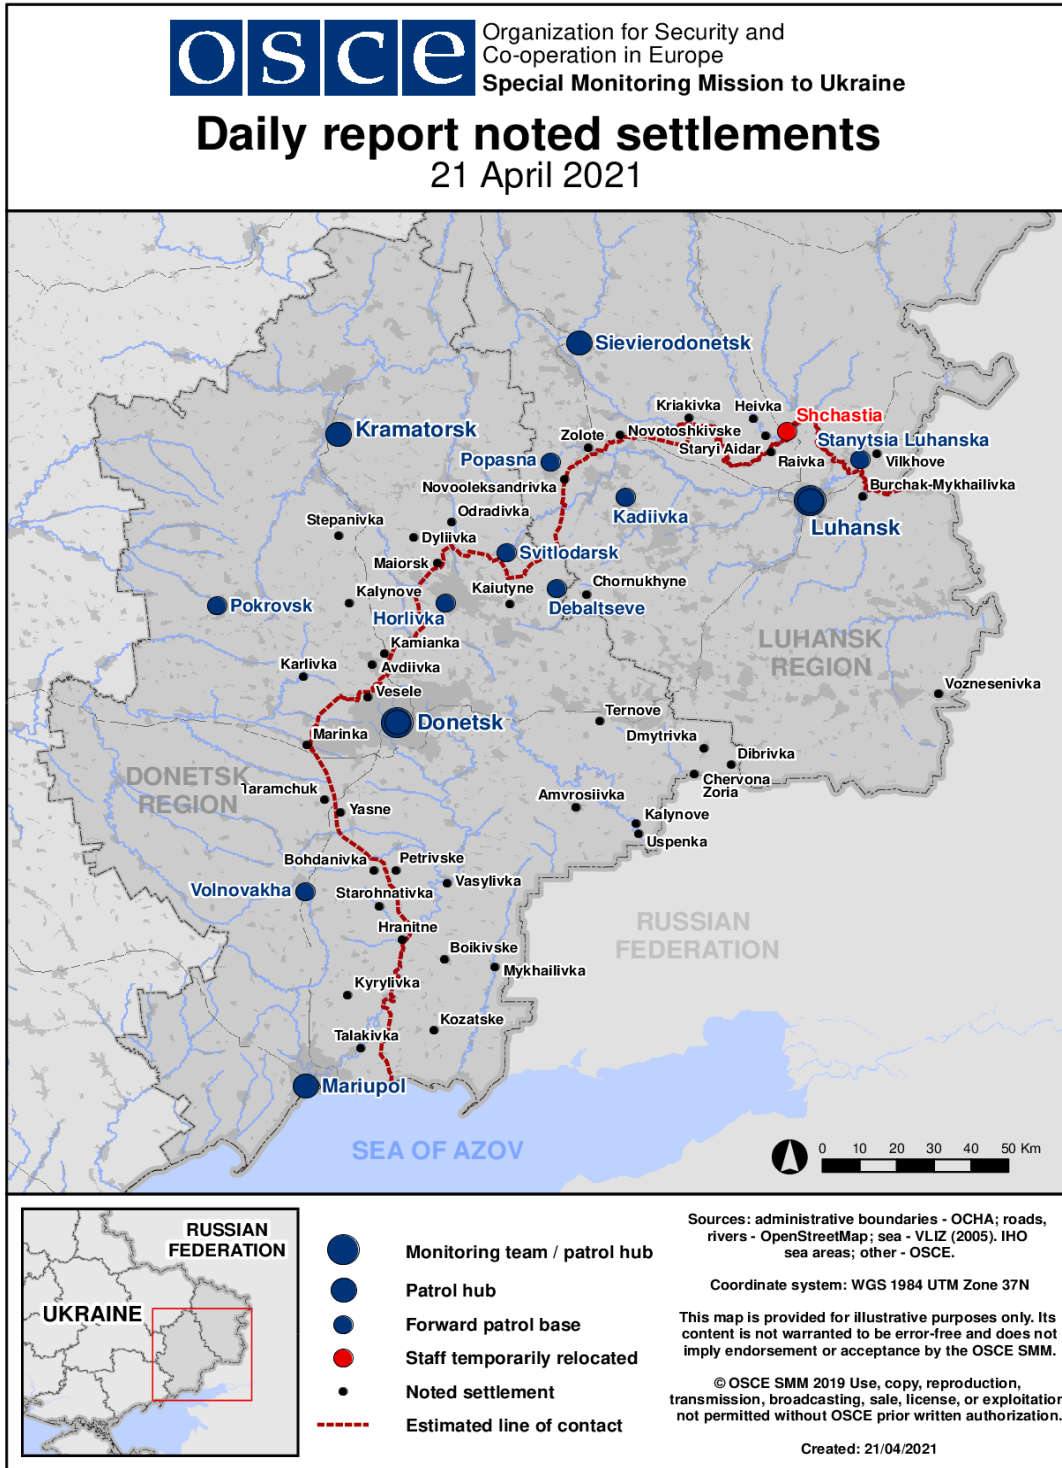 osce
Organization for Security and
Co-operation in Europe
Special Monitoring Mission to Ukraine
Daily report noted settlements
21 April 2021
Sievierodonetsk
Kriakivka
Heivka
Shchastia
Kramatorsk
Zolote
Novotoshkivske
Staryi Aidar
Stanytsia Luhanska
Popasna
Raivka
Vilkhove
Novooleksandrivka
Burchak-Mykhailivka
Odradivka
Kadiivka
Luhansk
Stepanivka
Dyliivka
Svitlodarsk
Maiorsk
Chornukhyne
Kalynove
Kaiutyne
Pokrovsk
Horlivka
Debaltseve
Kamianka
LUHANSK
REGION
Karlivka
Avdiivka
Vesele
Voznesenivka
Donetsk
Ternove
Marinka
Dmytrivka
Dibrivka
DONETSK
REGION
Taramchuk
Chervona
Zoria
Yasne
Amvrosiivka
Kalynove
Uspenka
Bohdanivka
Petrivske
Volnovakha
Starohnativka
Vasylivka
Hranitne
RUSSIAN
FEDERATION
Boikivske
Mykhailivka
Kyrylivka
Kozatske
Talakivka
Mariupol
SEA OF AZOV
0 10 20 30 40 50 Km
RUSSIAN
FEDERATION
UKRAINE
Monitoring team / patrol hub
Patrol hub
Forward patrol base
Staff temporarily relocated
Noted settlement
Estimated line of contact
Sources: administrative boundaries - OCHA; roads,
rivers - OpenStreetMap; sea - VLIZ (2005). IHO
sea areas; other - OSCE.
Coordinate system: WGS 1984 UTM Zone 37N
This map is provided for illustrative purposes only. Its
content is not warranted to be error-free and does not
imply endorsement or acceptance by the OSCE SMM.
© OSCE SMM 2019 Use, copy, reproduction,
transmission, broadcasting, sale, license, or exploitation
not permitted without OSCE prior written authorization.
Created: 21/04/2021